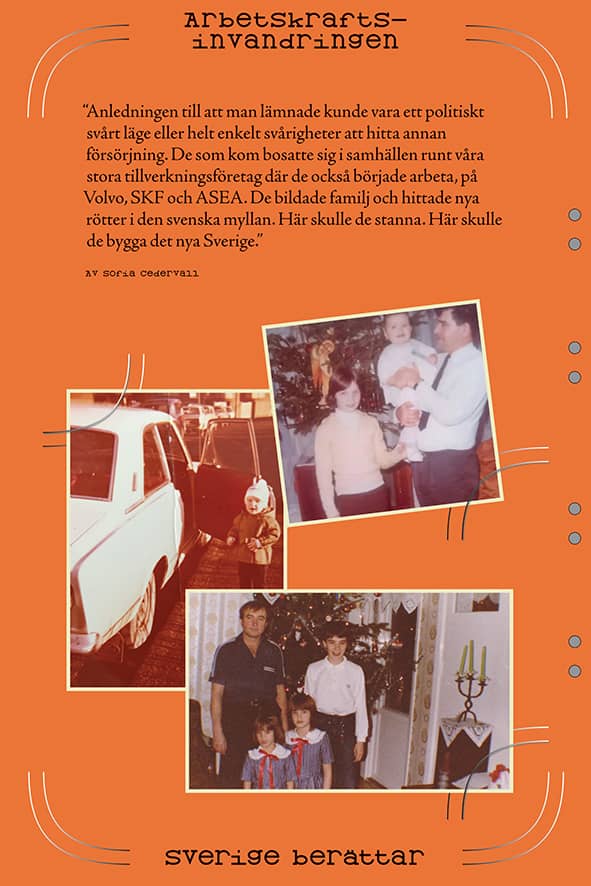 Arbetskrafts-
invandringen
“Anledningen till att man lämnade kunde vara ett politiskt
svårt läge eller helt enkelt svårigheter att hitta annan
försörjning. De som kom bosatte sig i samhällen runt våra
stora tillverkningsföretag där de också började arbeta, på
Volvo, SKF och ASEA. De bildade familj och hittade nya
rötter i den svenska myllan. Här skulle de stanna. Här skulle
de bygga det nya Sverige.”
Av Sofia Cedervall
Sverige berättar